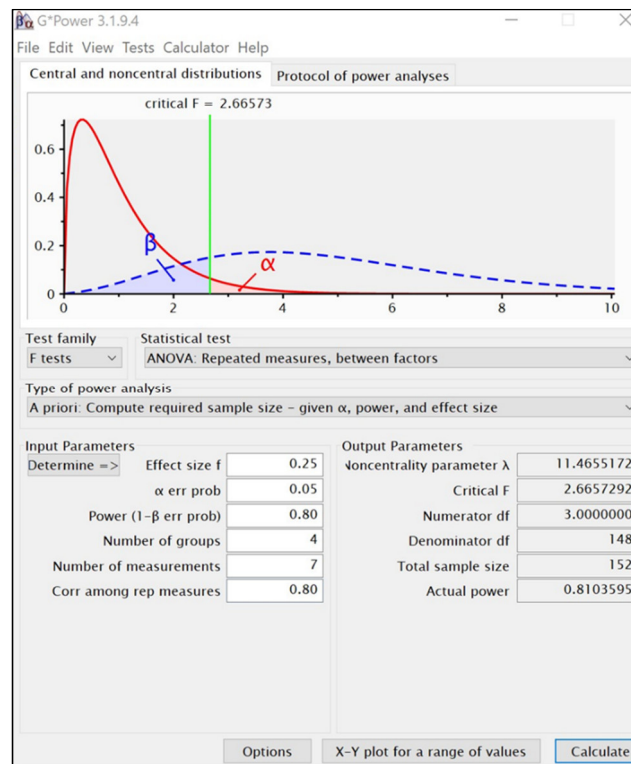 βα G*Power 3.1.9.4
File Edit View Tests Calculator Help
Central and noncentral distributions Protocol of power analyses
critical F = 2.66573
0.6
0.4
0.2
0
β
α
0 2 4 6 8 10
Test family Statistical test
F tests ANOVA: Repeated measures, between factors
Type of power analysis
A priori: Compute required sample size – given α, power, and effect size
Input Parameters Output Parameters
Determine => Effect size f 0.25 Noncentrality parameter λ 11.4655172
α err prob 0.05 Critical F 2.6657292
Power (1-β err prob) 0.80 Numerator df 3.0000000
Number of groups 4 Denominator df 148
Number of measurements 7 Total sample size 152
Corr among rep measures 0.80 Actual power 0.8103595
Options X-Y plot for a range of values Calculate